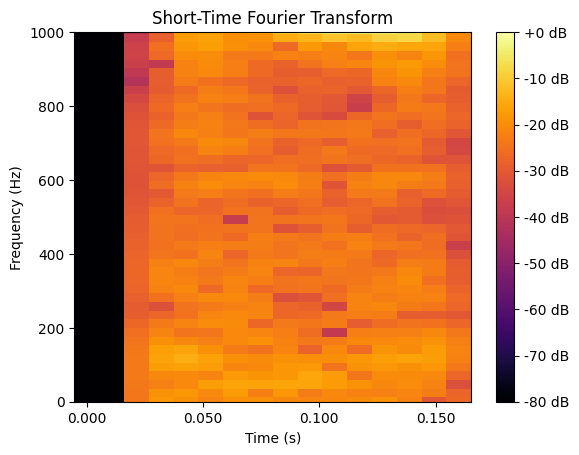 Short-Time Fourier Transform
1000
800
600
400
200
0
Frequency (Hz)
0.000
0.050
0.100
0.150
Time (s)
+0 dB
-10 dB
-20 dB
-30 dB
-40 dB
-50 dB
-60 dB
-70 dB
-80 dB